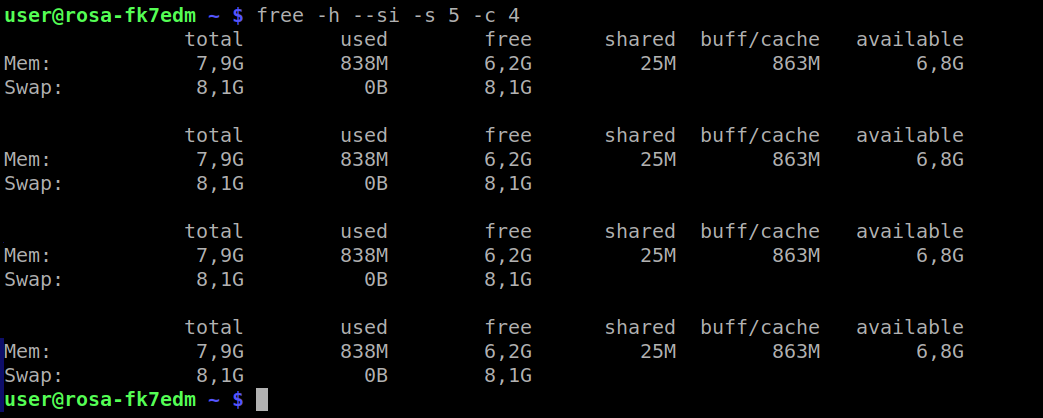 user@rosa-fk7edm ~ $ free -h --si -s 5 -c 4
               total        used        free      shared  buff/cache   available
Mem:            7,9G        838M        6,2G         25M        863M        6,8G
Swap:           8,1G          0B        8,1G

               total        used        free      shared  buff/cache   available
Mem:            7,9G        838M        6,2G         25M        863M        6,8G
Swap:           8,1G          0B        8,1G

               total        used        free      shared  buff/cache   available
Mem:            7,9G        838M        6,2G         25M        863M        6,8G
Swap:           8,1G          0B        8,1G

               total        used        free      shared  buff/cache   available
Mem:            7,9G        838M        6,2G         25M        863M        6,8G
Swap:           8,1G          0B        8,1G
user@rosa-fk7edm ~ $